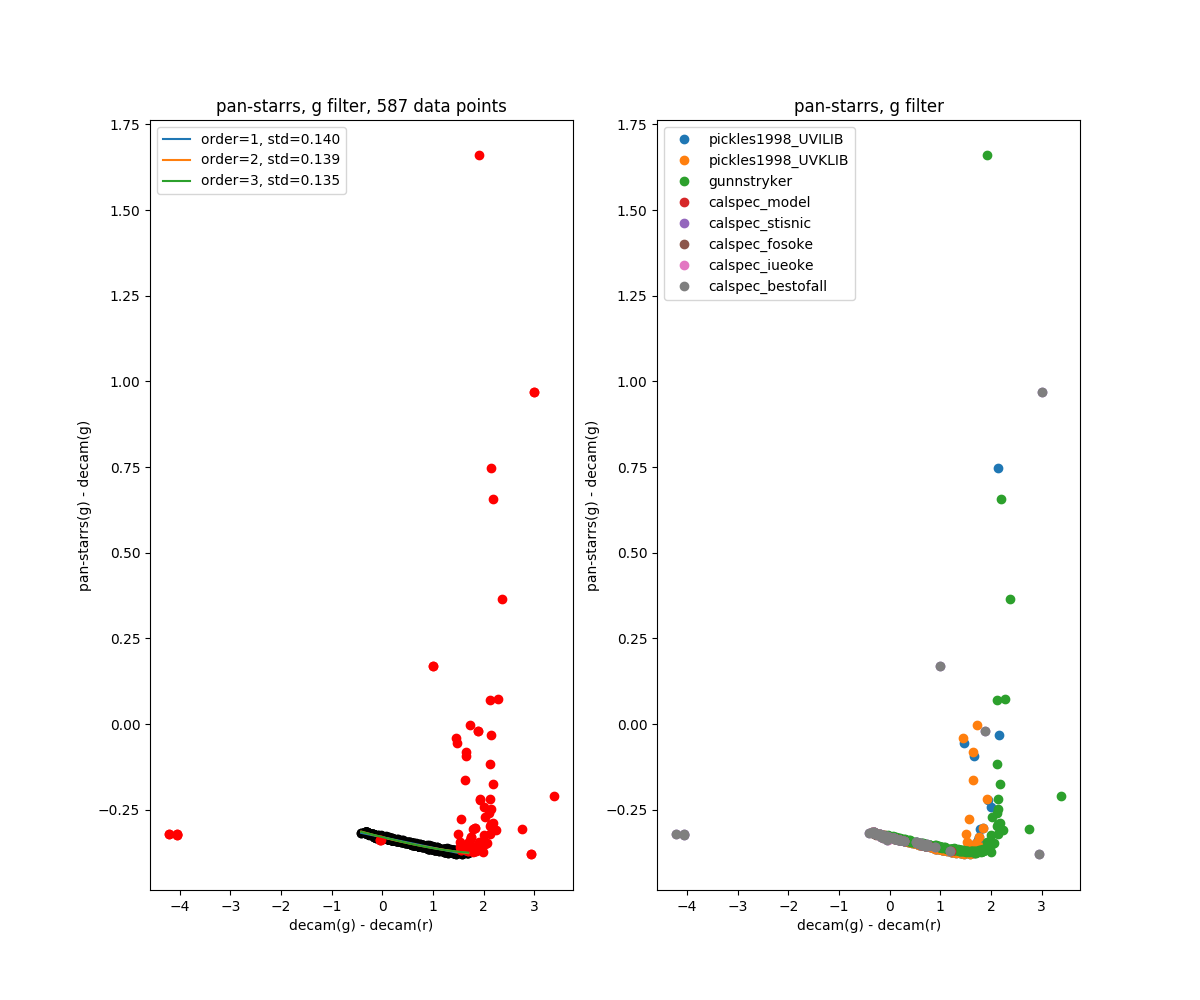 pan-starrs, g filter, 587 data points
order=1, std=0.140
order=2, std=0.139
order=3, std=0.135
1.75
1.50
1.25
1.00
0.75
0.50
0.25
0.00
−0.25
pan-starrs(g) - decam(g)
−4 −3 −2 −1 0 1 2 3
decam(g) - decam(r)
pan-starrs, g filter
pickles1998_UVILIB
pickles1998_UVKLIB
gunnstryker
calspec_model
calspec_stisnic
calspec_fosoke
calspec_iueoke
calspec_bestofall
1.75
1.50
1.25
1.00
0.75
0.50
0.25
0.00
−0.25
pan-starrs(g) - decam(g)
−4 −3 −2 −1 0 1 2 3
decam(g) - decam(r)